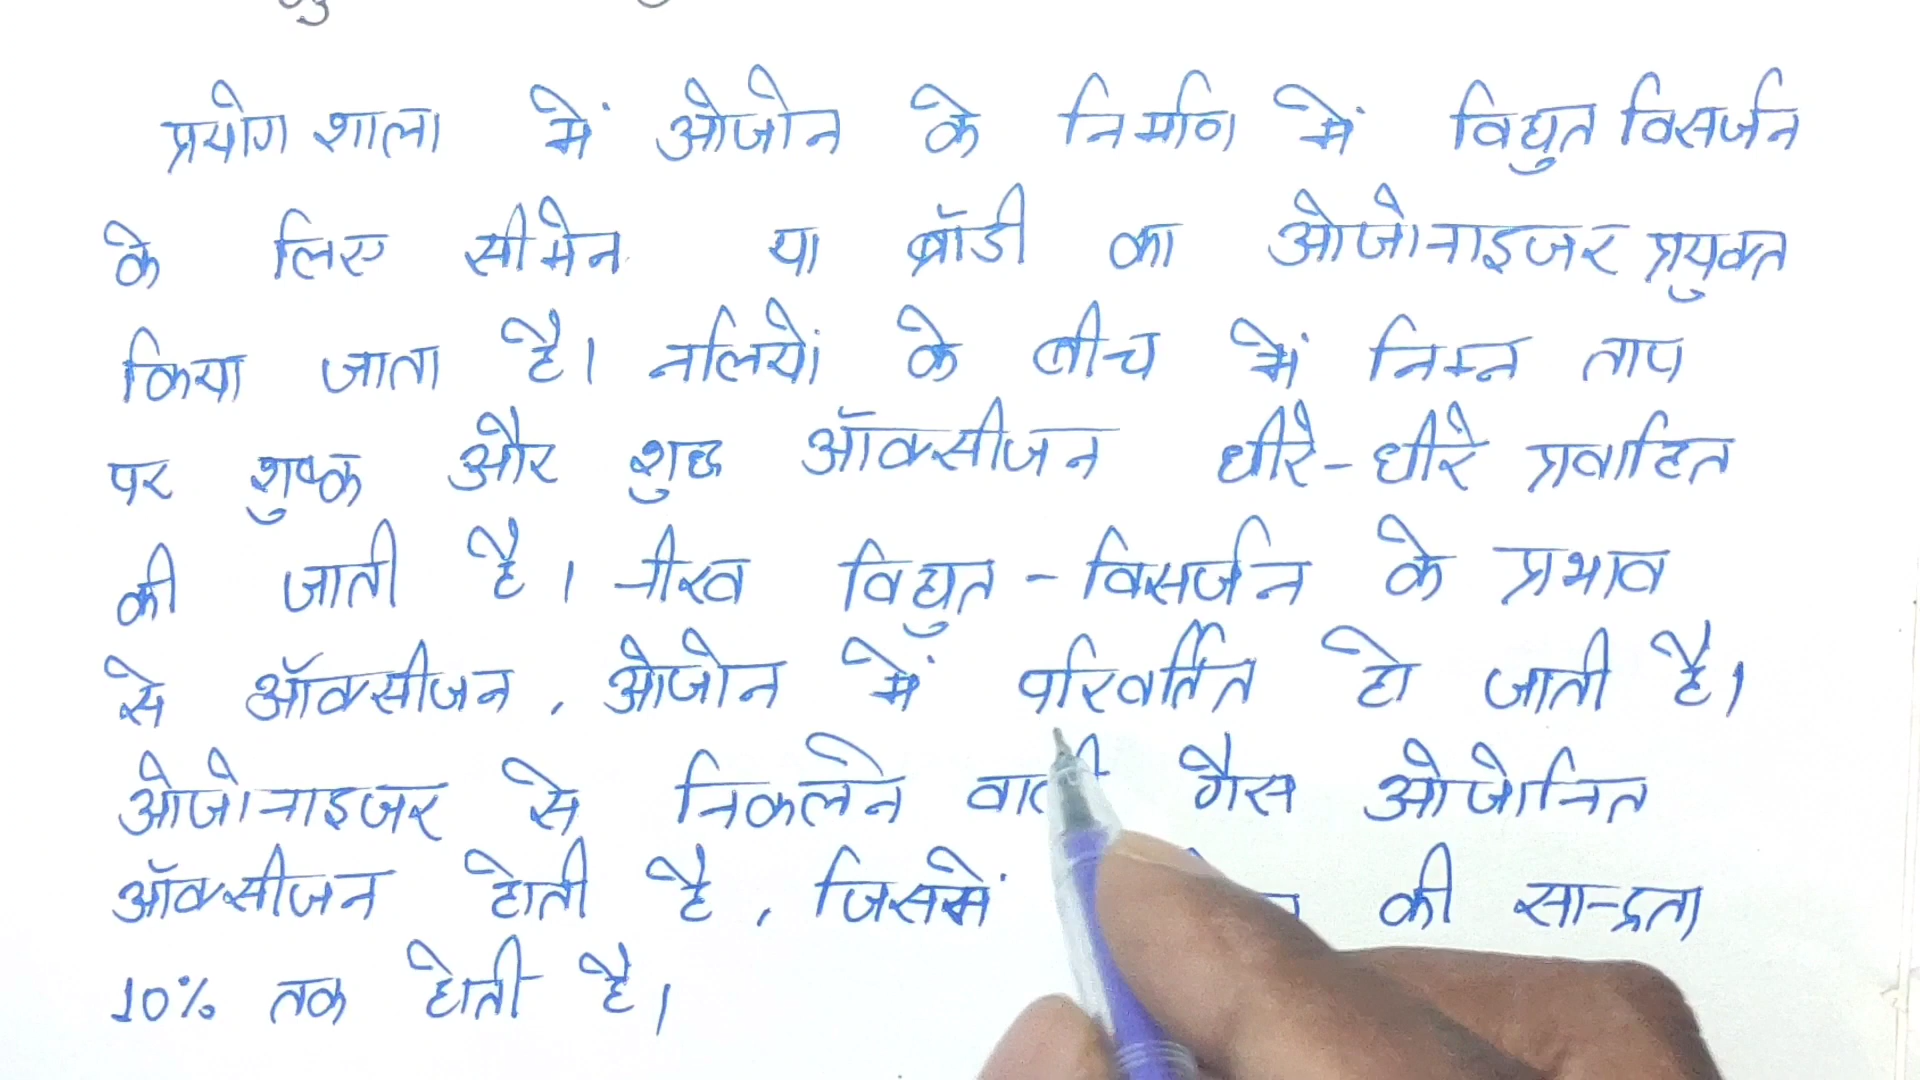 प्रयोग शाला में ओजोन के निर्माण में विद्युत विसर्जन
के लिए सीमेन या ब्रॉडी का ओजोनाइजर प्रयुक्त
किया जाता है। नलियों के बीच में निम्न ताप
पर शुष्क और शुद्ध ऑक्सीजन धीरे-धीरे प्रवाहित
की जाती है। नीरव विद्युत - विसर्जन के प्रभाव
से ऑक्सीजन, ओजोन में परिवर्तित हो जाती है।
ओजोनाइजर से निकलने गैस ओजोनित
ऑक्सीजन होती है, जिसमें की सान्द्रता
10% तक होती है।